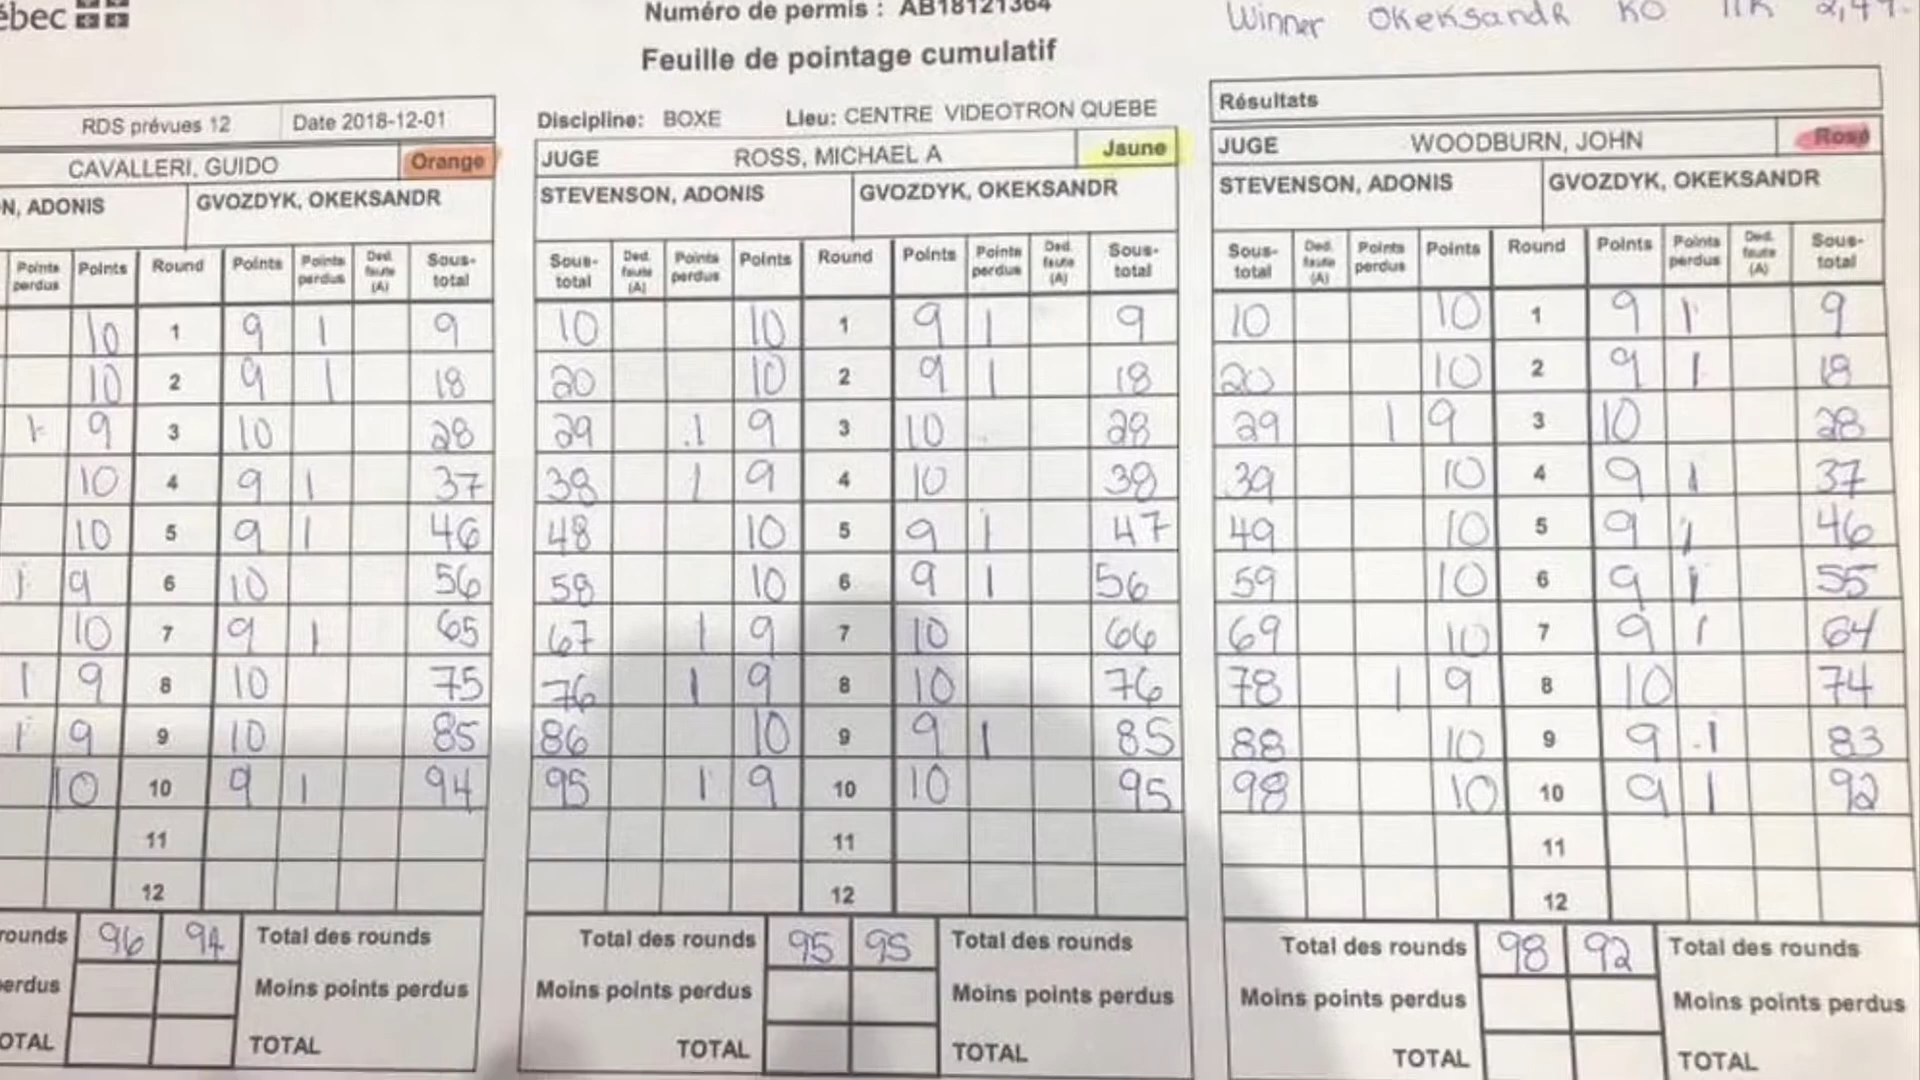 ébec
Numéro de permis : AB18121364
Winner Okeksandr KO 11R 2,49
Feuille de pointage cumulatif
RDS prévues 12 Date 2018-12-01
Discipline: BOXE Lieu: CENTRE VIDEOTRON QUEBE
Résultats
CAVALLERI, GUIDO Orange
N, ADONIS GVOZDYK, OKEKSANDR
Points perdus Points Round Points Points perdus Ded. faute (A) Sous-total
10 1 9 1 9
10 2 9 1 18
1 9 3 10 28
10 4 9 1 37
10 5 9 1 46
1 9 6 10 56
10 7 9 1 65
1 9 8 10 75
1 9 9 10 85
10 10 9 1 94
11
12
rounds 96 94 Total des rounds
perdus Moins points perdus
OTAL TOTAL
JUGE ROSS, MICHAEL A Jaune
STEVENSON, ADONIS GVOZDYK, OKEKSANDR
Sous-total Ded. faute (A) Points perdus Points Round Points Points perdus Ded. faute (A) Sous-total
10 10 1 9 1 9
20 10 2 9 1 18
29 1 9 3 10 28
38 1 9 4 10 38
48 10 5 9 1 47
58 10 6 9 1 56
67 1 9 7 10 66
76 1 9 8 10 76
86 10 9 9 1 85
95 1 9 10 10 95
11
12
Total des rounds 95 95 Total des rounds
Moins points perdus Moins points perdus
TOTAL TOTAL
JUGE WOODBURN, JOHN Rose
STEVENSON, ADONIS GVOZDYK, OKEKSANDR
Sous-total Ded. faute (A) Points perdus Points Round Points Points perdus Ded. faute (A) Sous-total
10 10 1 9 1 9
20 10 2 9 1 18
29 1 9 3 10 28
39 10 4 9 1 37
49 10 5 9 1 46
59 10 6 9 1 55
69 10 7 9 1 64
78 1 9 8 10 74
88 10 9 9 1 83
98 10 10 9 1 92
11
12
Total des rounds 98 92 Total des rounds
Moins points perdus Moins points perdus
TOTAL TOTAL